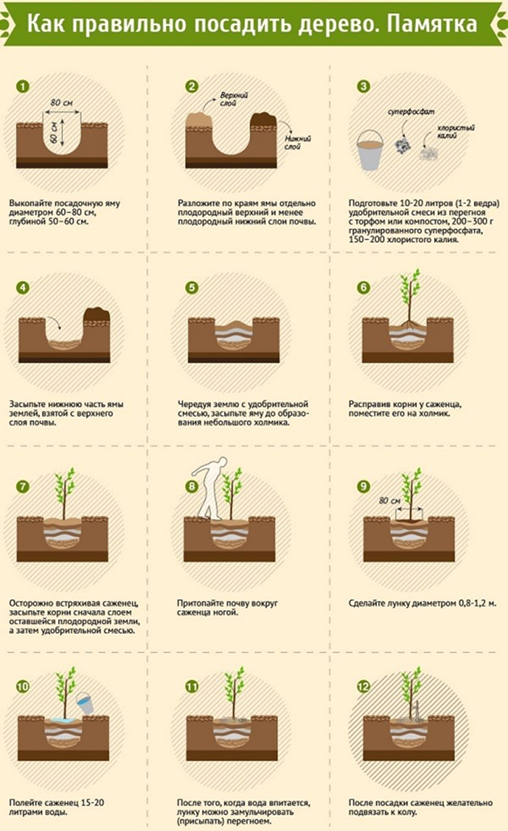 Как правильно посадить дерево. Памятка
1
80 см
60 см
Выкопайте посадочную яму
диаметром 60–80 см,
глубиной 50–60 см.
2
Верхний
слой
Нижний
слой
Разложите по краям ямы отдельно
плодородный верхний и менее
плодородный нижний слои почвы.
3
суперфосфат
хлористый
калий
Подготовьте 10-20 литров (1-2 ведра)
удобрительной смеси из перегноя
с торфом или компостом, 200–300 г
гранулированного суперфосфата,
150–200 хлористого калия.
4
Засыпьте нижнюю часть ямы
землей, взятой с верхнего
слоя почвы.
5
Чередуя землю с удобрительной
смесью, засыпьте яму до образо-
вания небольшого холмика.
6
Расправив корни у саженца,
поместите его на холмик.
7
Осторожно встряхивая саженец,
засыпьте корни сначала слоем
оставшейся плодородной земли,
а затем удобрительной смесью.
8
Притопайте почву вокруг
саженца ногой.
9
80 см
Сделайте лунку диаметром 0,8-1,2 м.
10
Полейте саженец 15-20
литрами воды.
11
После того, когда вода впитается,
лунку можно замульчировать
(присыпать) перегноем.
12
После посадки саженец желательно
подвязать к колу.